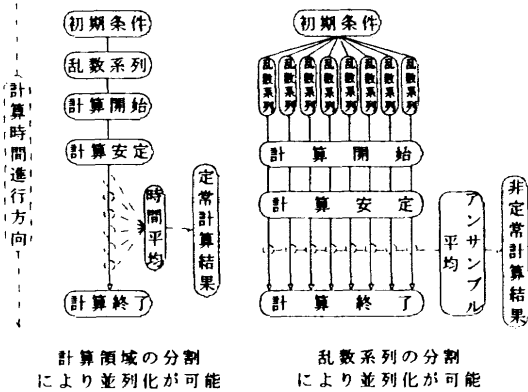 計算時間進行方向
初期条件
乱数系列
計算開始
計算安定
時間平均
定常計算結果
計算終了
計算領域の分割
により並列化が可能
初期条件
乱数系列
乱数系列
乱数系列
乱数系列
乱数系列
乱数系列
乱数系列
乱数系列
計算開始
計算安定
アンサンブル
平均
非定常計算結果
計算終了
乱数系列の分割
により並列化が可能